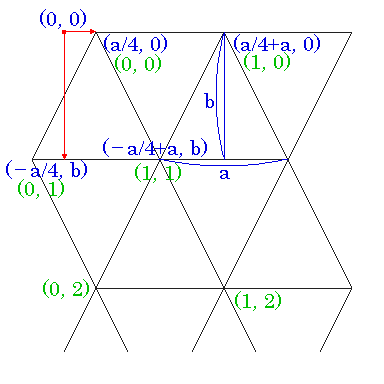 (0, 0)
(a/4, 0) (a/4+a, 0)
(0, 0) (1, 0)
b
(−a/4+a, b)
(−a/4, b) (1, 1) a
(0, 1)
(0, 2) (1, 2)